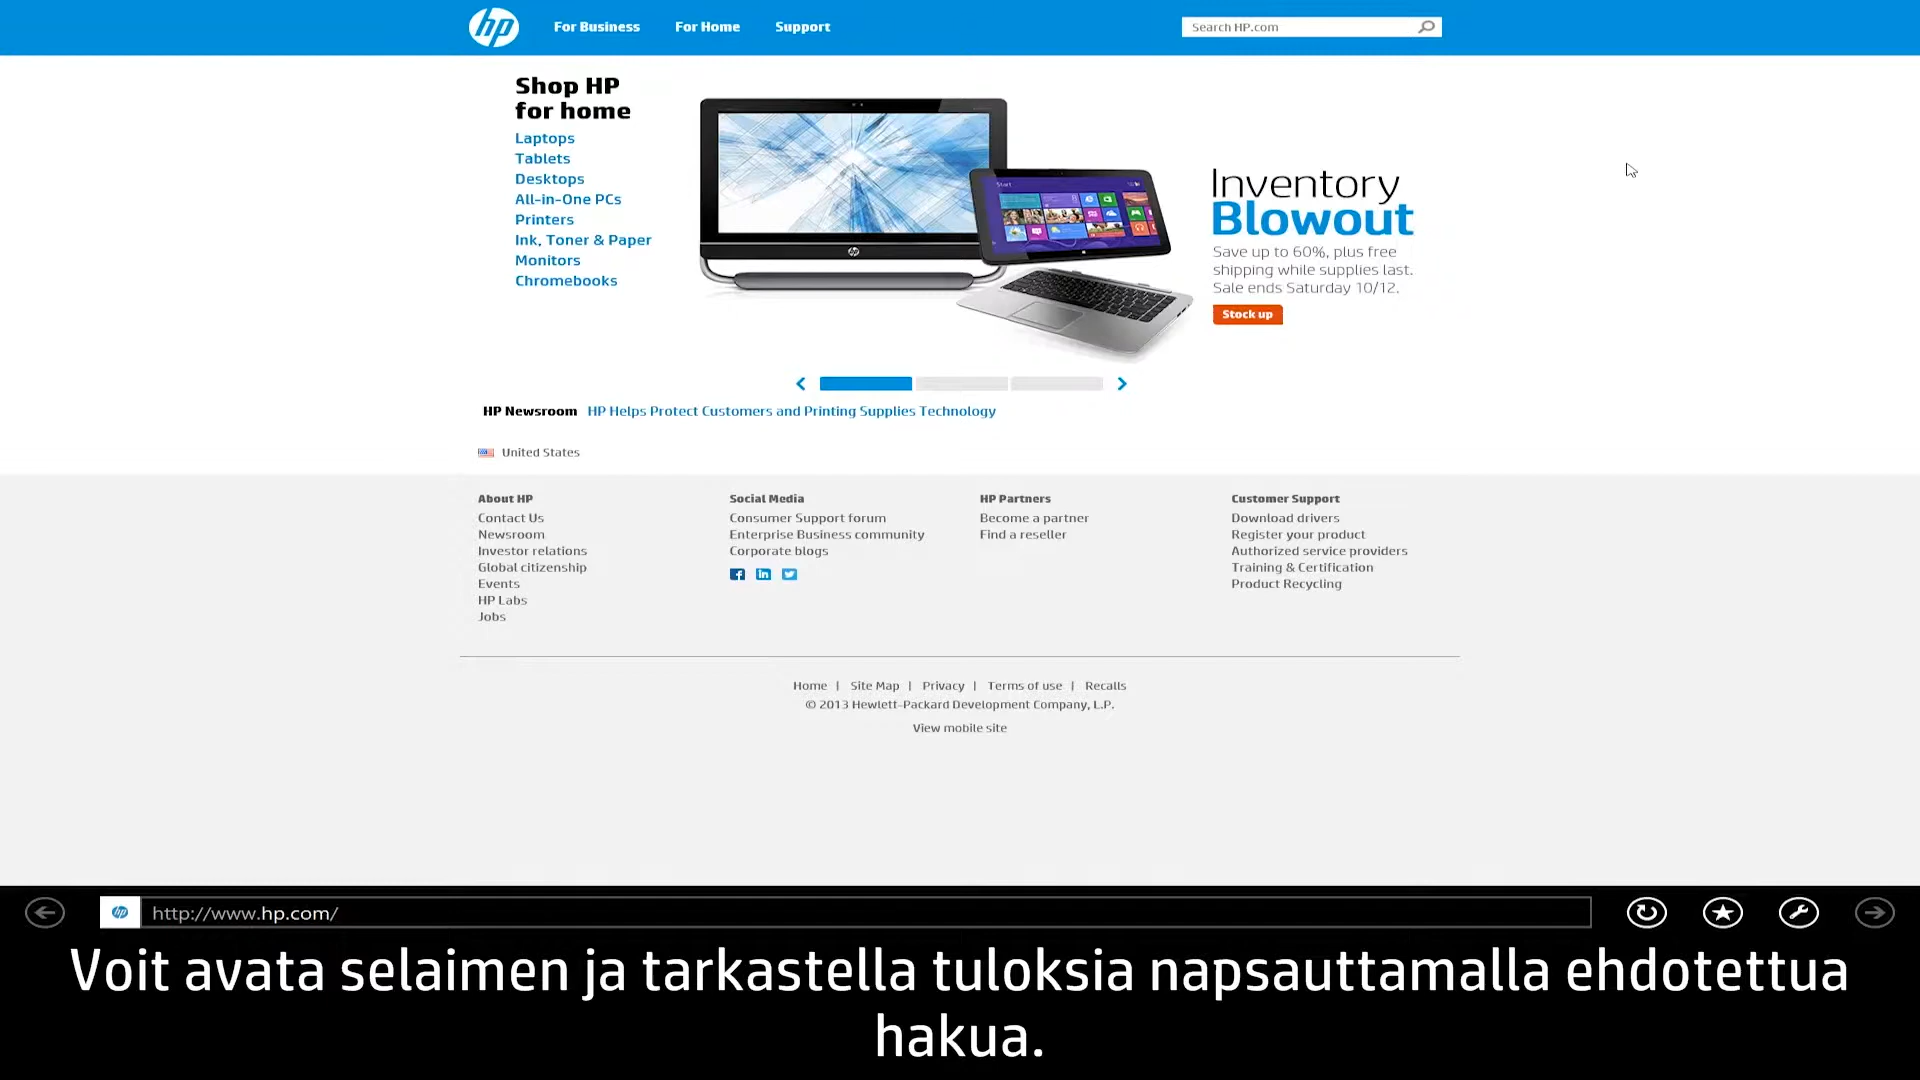 hp For Business For Home Support Search HP.com
Shop HP
for home
Laptops
Tablets
Desktops
All-in-One PCs
Printers
Ink, Toner & Paper
Monitors
Chromebooks
Start
Inventory
Blowout
Save up to 60%, plus free
shipping while supplies last.
Sale ends Saturday 10/12.
Stock up
HP Newsroom HP Helps Protect Customers and Printing Supplies Technology
United States
About HP
Contact Us
Newsroom
Investor relations
Global citizenship
Events
HP Labs
Jobs
Social Media
Consumer Support forum
Enterprise Business community
Corporate blogs
HP Partners
Become a partner
Find a reseller
Customer Support
Download drivers
Register your product
Authorized service providers
Training & Certification
Product Recycling
Home | Site Map | Privacy | Terms of use | Recalls
© 2013 Hewlett-Packard Development Company, L.P.
View mobile site
http://www.hp.com/
Voit avata selaimen ja tarkastella tuloksia napsauttamalla ehdotettua
hakua.